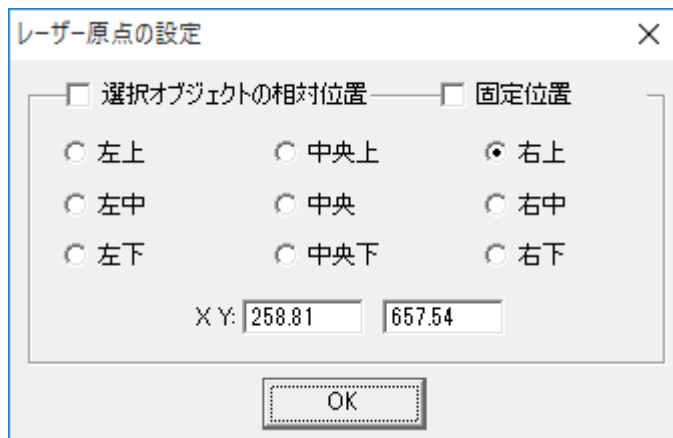 レーザー原点の設定
選択オブジェクトの相対位置 固定位置
左上 中央上 右上
左中 中央 右中
左下 中央下 右下
X Y: 258.81 657.54
OK